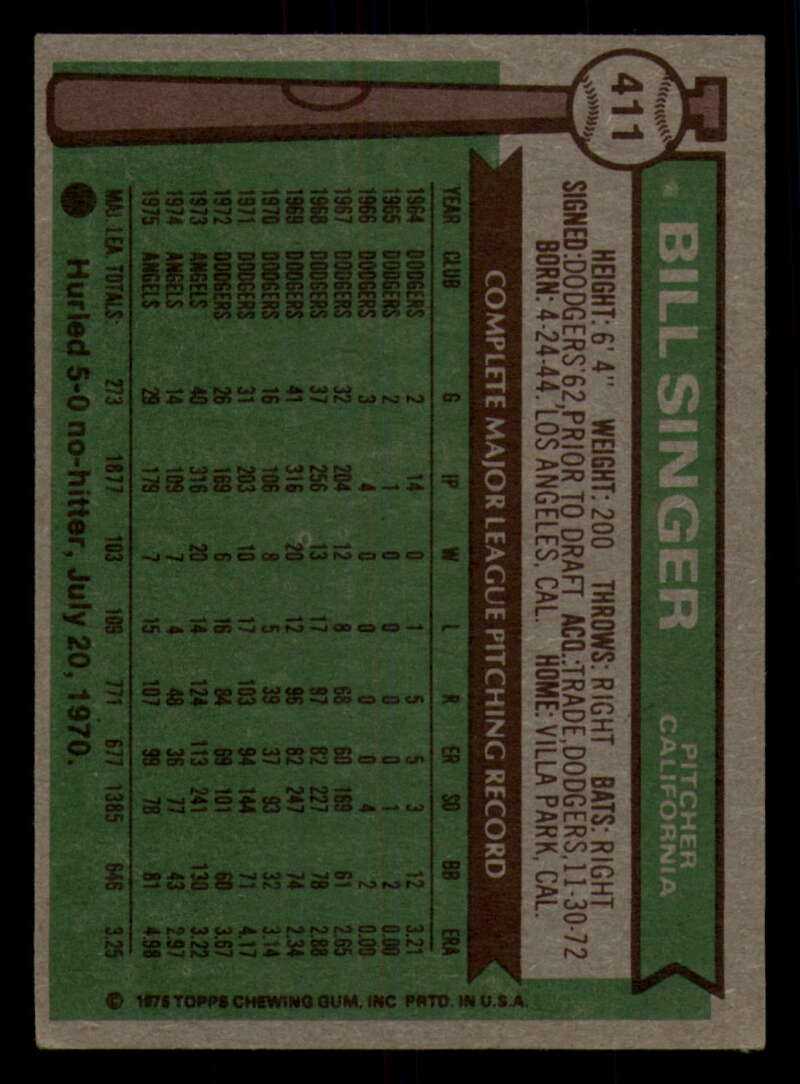 411
BILL SINGER
PITCHER
CALIFORNIA
HEIGHT: 6' 4" WEIGHT: 200 THROWS: RIGHT BATS: RIGHT
SIGNED: DODGERS '62, PRIOR TO DRAFT ACQ.: TRADE, DODGERS, 11-30-72
BORN: 4-24-44, LOS ANGELES, CAL. HOME: VILLA PARK, CAL.
COMPLETE MAJOR LEAGUE PITCHING RECORD
YEAR CLUB G IP W L R ER SO BB ERA
1964 DODGERS 2 14 0 1 5 5 3 12 3.21
1965 DODGERS 2 1 0 0 0 0 1 2 0.00
1966 DODGERS 3 4 0 0 0 0 4 2 0.00
1967 DODGERS 32 204 12 8 68 60 169 61 2.65
1968 DODGERS 37 256 13 17 97 82 227 78 2.88
1969 DODGERS 41 316 20 12 96 82 247 74 2.34
1970 DODGERS 16 106 8 5 39 37 93 32 3.14
1971 DODGERS 31 203 10 17 103 94 144 71 4.17
1972 DODGERS 26 169 6 16 84 69 101 60 3.67
1973 ANGELS 40 316 20 14 124 113 241 130 3.22
1974 ANGELS 14 109 7 4 48 36 77 43 2.97
1975 ANGELS 29 179 7 15 107 99 78 81 4.98
MAJ. LEA. TOTALS: 273 1877 103 109 771 677 1385 646 3.25
Hurled 5-0 no-hitter, July 20, 1970.
© 1976 TOPPS CHEWING GUM, INC PRTD. IN U.S.A.